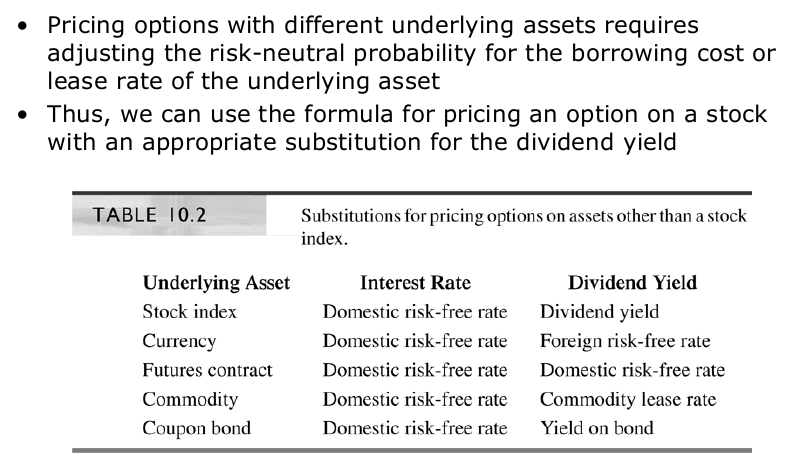 • Pricing options with different underlying assets requires
adjusting the risk-neutral probability for the borrowing cost or
lease rate of the underlying asset
• Thus, we can use the formula for pricing an option on a stock
with an appropriate substitution for the dividend yield
TABLE 10.2 Substitutions for pricing options on assets other than a stock
index.
Underlying Asset Interest Rate Dividend Yield
Stock index Domestic risk-free rate Dividend yield
Currency Domestic risk-free rate Foreign risk-free rate
Futures contract Domestic risk-free rate Domestic risk-free rate
Commodity Domestic risk-free rate Commodity lease rate
Coupon bond Domestic risk-free rate Yield on bond